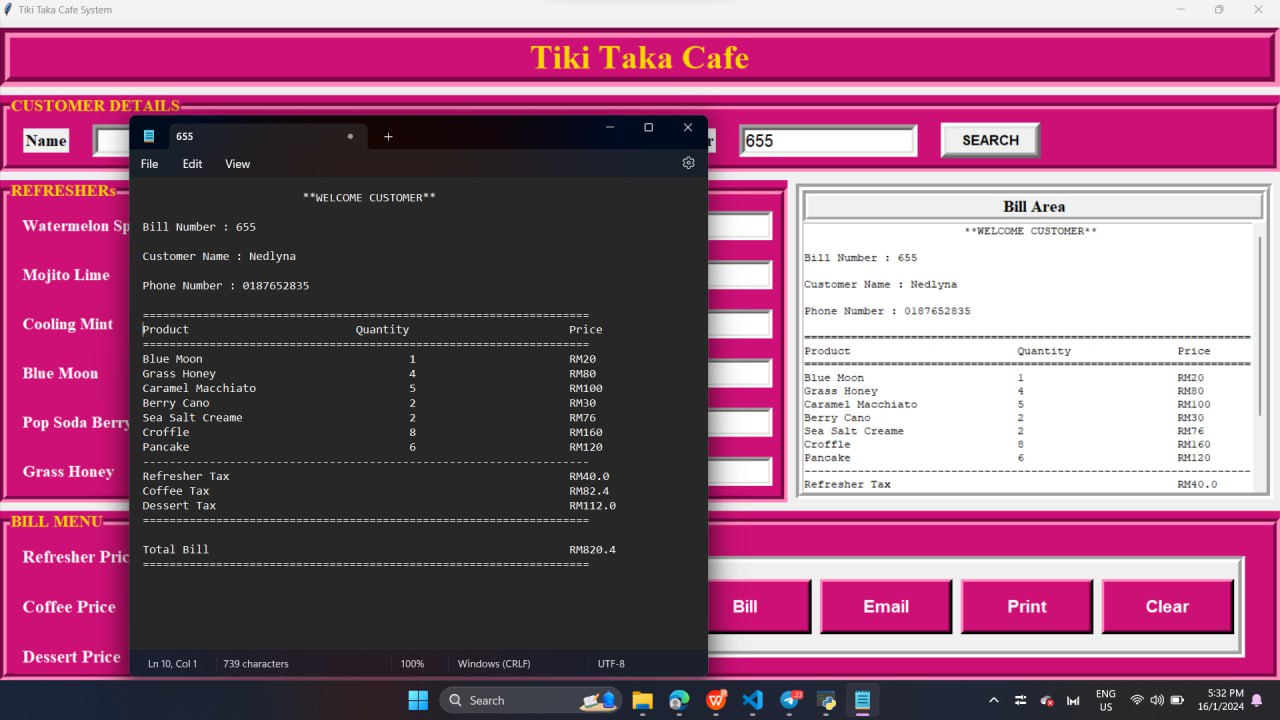 Tiki Taka Cafe System
Tiki Taka Cafe
CUSTOMER DETAILS
Name
655
SEARCH
655
File Edit View
**WELCOME CUSTOMER**
Bill Number : 655
Customer Name : Nedlyna
Phone Number : 0187652835
===================================================================
Product Quantity Price
===================================================================
Blue Moon 1 RM20
Grass Honey 4 RM80
Caramel Macchiato 5 RM100
Berry Cano 2 RM30
Sea Salt Creame 2 RM76
Croffle 8 RM160
Pancake 6 RM120
-------------------------------------------------------------------
Refresher Tax RM40.0
Coffee Tax RM82.4
Dessert Tax RM112.0
===================================================================
Total Bill RM820.4
===================================================================
Ln 10, Col 1 739 characters 100% Windows (CRLF) UTF-8
REFRESHERs
Watermelon Sp
Mojito Lime
Cooling Mint
Blue Moon
Pop Soda Berry
Grass Honey
Bill Area
**WELCOME CUSTOMER**
Bill Number : 655
Customer Name : Nedlyna
Phone Number : 0187652835
===================================================================
Product Quantity Price
===================================================================
Blue Moon 1 RM20
Grass Honey 4 RM80
Caramel Macchiato 5 RM100
Berry Cano 2 RM30
Sea Salt Creame 2 RM76
Croffle 8 RM160
Pancake 6 RM120
-------------------------------------------------------------------
Refresher Tax RM40.0
BILL MENU
Refresher Pric
Coffee Price
Dessert Price
Bill Email Print Clear
Search
33
ENG
US
5:32 PM
16/1/2024